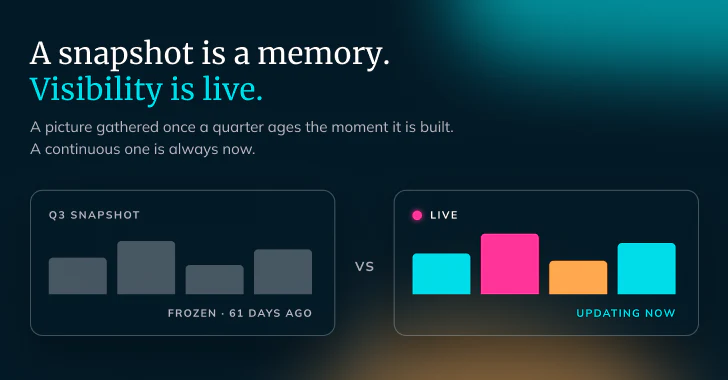 A snapshot is a memory.
Visibility is live.
A picture gathered once a quarter ages the moment it is built.
A continuous one is always now.
Q3 SNAPSHOT
FROZEN · 61 DAYS AGO
VS
LIVE
UPDATING NOW